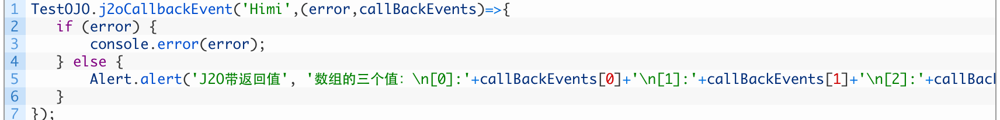 1 TestOJO.j2oCallbackEvent('Himi',(error,callBackEvents)=>{
2    if (error) {
3        console.error(error);
4    } else {
5        Alert.alert('J2O带返回值', '数组的三个值：\n[0]:'+callBackEvents[0]+'\n[1]:'+callBackEvents[1]+'\n[2]:'+callBack
6    }
7 });